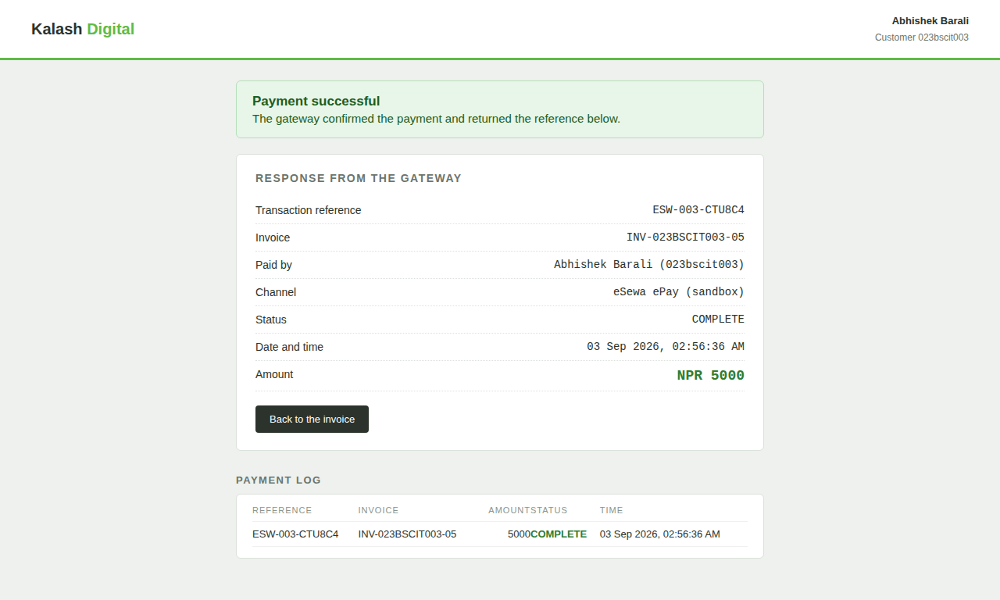 Kalash Digital
Abhishek Barali
Customer 023bscit003
Payment successful
The gateway confirmed the payment and returned the reference below.
RESPONSE FROM THE GATEWAY
Transaction reference ESW-003-CTU8C4
Invoice INV-023BSCIT003-05
Paid by Abhishek Barali (023bscit003)
Channel eSewa ePay (sandbox)
Status COMPLETE
Date and time 03 Sep 2026, 02:56:36 AM
Amount NPR 5000
Back to the invoice
PAYMENT LOG
REFERENCE INVOICE AMOUNT STATUS TIME
ESW-003-CTU8C4 INV-023BSCIT003-05 5000 COMPLETE 03 Sep 2026, 02:56:36 AM